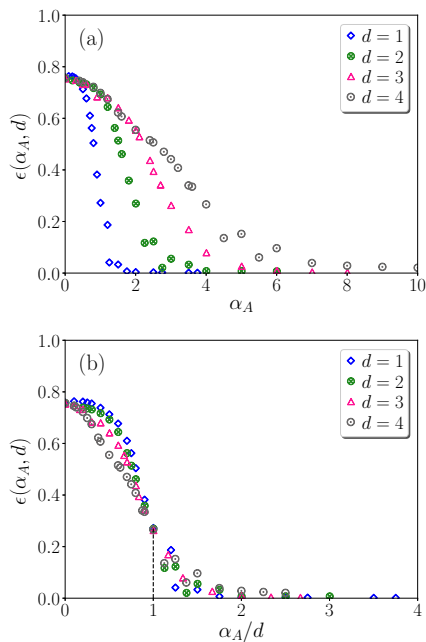 (a)
d = 1
d = 2
d = 3
d = 4
ϵ(α_A, d)
1.0
0.8
0.6
0.4
0.2
0.0
0 2 4 6 8 10
α_A
(b)
d = 1
d = 2
d = 3
d = 4
ϵ(α_A, d)
1.0
0.8
0.6
0.4
0.2
0.0
0 1 2 3 4
α_A/d